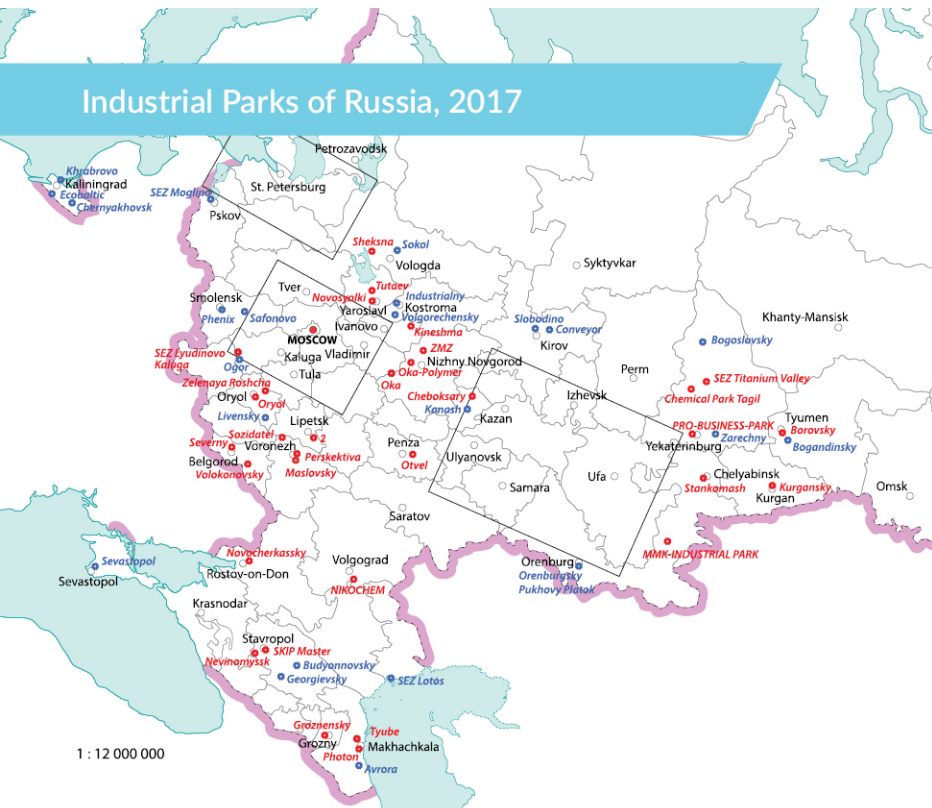 Industrial Parks of Russia, 2017
Petrozavodsk
Khrabrovo
Kaliningrad
Ecobaltic
Chernyakhovsk
St. Petersburg
SEZ Moglino
Pskov
Sheksna
Sokol
Vologda
Syktyvkar
Tver
Tutaev
Novosyolki
Industrialny
Yaroslavl
Kostroma
Volgorechensky
Smolensk
Phenix
Safonovo
Ivanovo
Kineshma
MOSCOW
Slobodino
Conveyor
Kirov
Khanty-Mansisk
Bogoslovsky
SEZ Lyudinovo
Kaluga
Ogor
Kaluga
Vladimir
ZMZ
Nizhny Novgorod
Oka-Polymer
Oka
Tula
Perm
SEZ Titanium Valley
Chemical Park Tagil
Zelenaya Roshcha
Oryol
Oryol
Cheboksary
Kanash
Kazan
Izhevsk
Livensky
Lipetsk
2
Sozidatel
Severny
Voronezh
Perskektiva
Maslovsky
Belgorod
Volokonovsky
Penza
Otvel
Ulyanovsk
Samara
Ufa
PRO-BUSINESS-PARK
Zarechny
Yekaterinburg
Tyumen
Borovsky
Bogandinsky
Chelyabinsk
Stankomash
Kurgansky
Kurgan
Omsk
Saratov
MMK-INDUSTRIAL PARK
Sevastopol
Sevastopol
Novocherkassky
Rostov-on-Don
Volgograd
NIKOCHEM
Orenburg
Orenburgsky
Pukhovy Platok
Krasnodar
Stavropol
SKIP Master
Nevinomyssk
Budyonnovsky
Georgievsky
SEZ Lotos
Groznensky
Grozny
Tyube
Makhachkala
Photon
Avrora
1 : 12 000 000